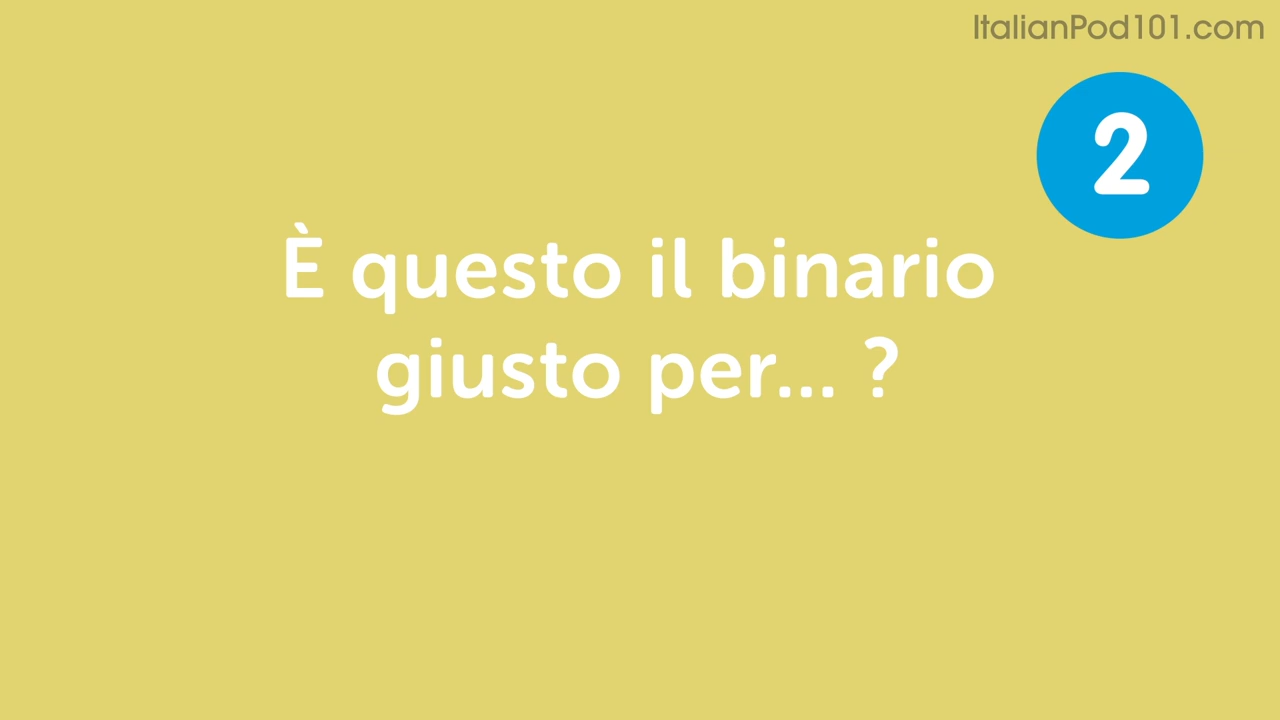 ItalianPod101.com
2
È questo il binario
giusto per... ?